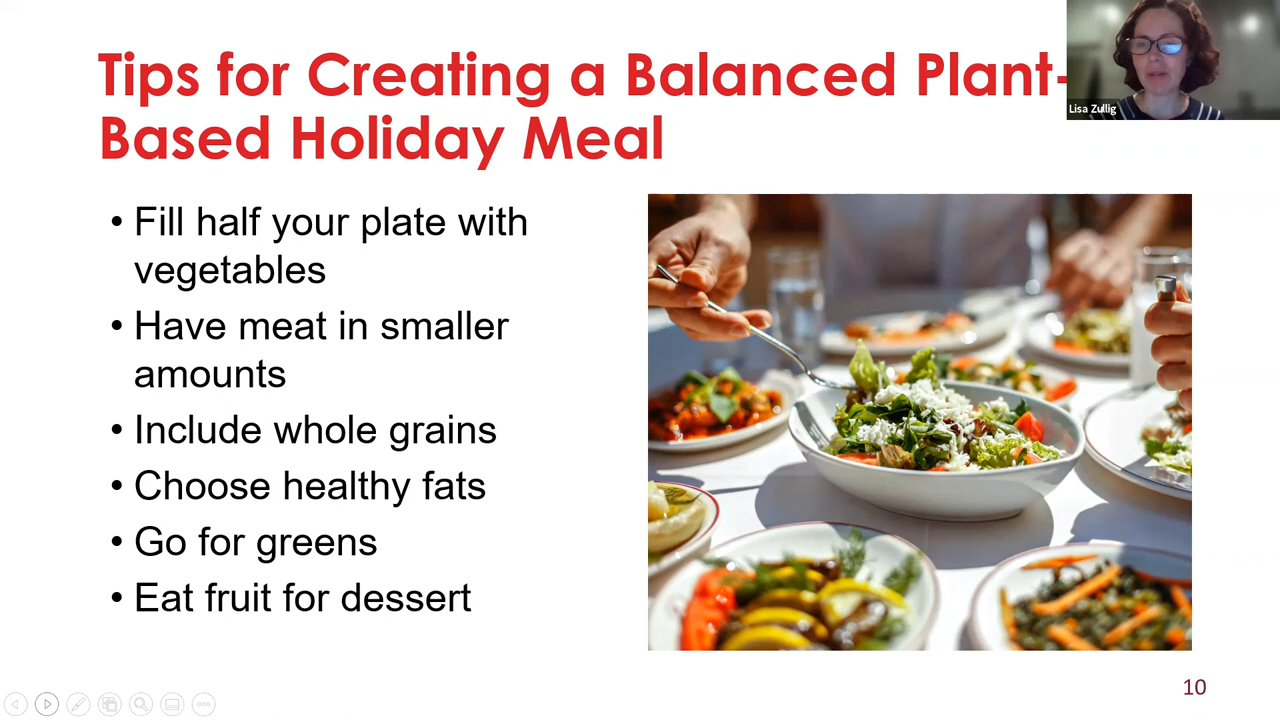 Tips for Creating a Balanced Plant-
Based Holiday Meal
Lisa Zullig
• Fill half your plate with
vegetables
• Have meat in smaller
amounts
• Include whole grains
• Choose healthy fats
• Go for greens
• Eat fruit for dessert
10